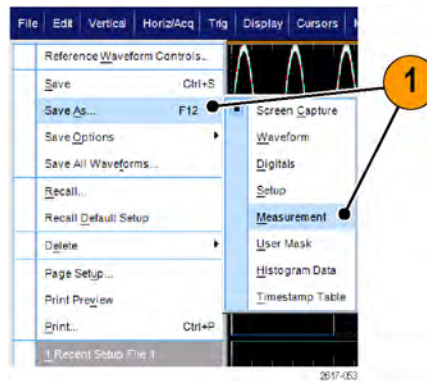 File Edit Vertical Horiz/Acq Trig Display Cursors
Reference Waveform Controls...
Save Ctrl+S
Save As... F12
Save Options
Save All Waveforms...
Recall...
Recall Default Setup
Delete
Page Setup...
Print Preview
Print... Ctrl+P
1 Recent Setup File 1
Screen Capture
Waveform
Digitals
Setup
Measurement
User Mask
Histogram Data
Timestamp Table
1
2617-053